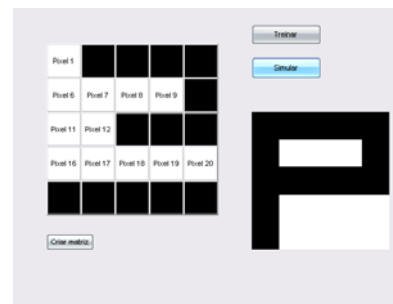 Treinar
Pixel 1
Simular
Pixel 6 Pixel 7 Pixel 8 Pixel 9
Pixel 11 Pixel 12
Pixel 16 Pixel 17 Pixel 18 Pixel 19 Pixel 20
Criar matriz